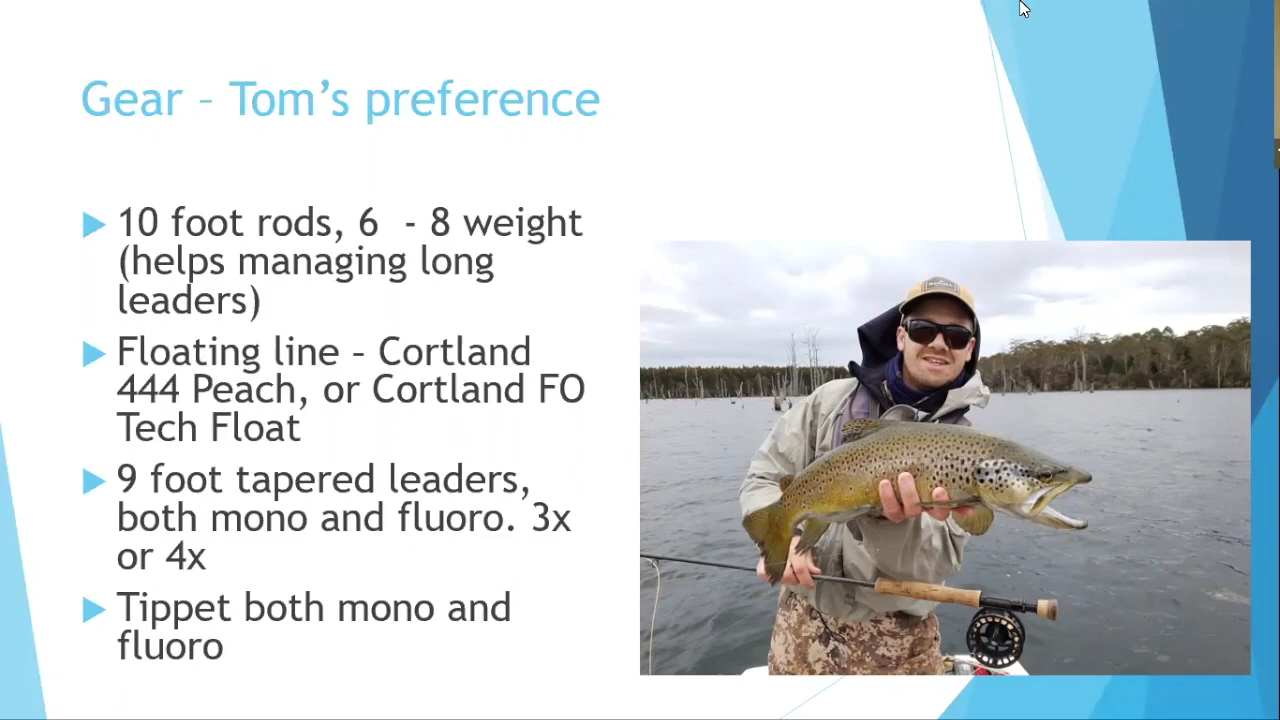 Gear – Tom's preference
10 foot rods, 6 - 8 weight
(helps managing long
leaders)
Floating line – Cortland
444 Peach, or Cortland FO
Tech Float
9 foot tapered leaders,
both mono and fluoro. 3x
or 4x
Tippet both mono and
fluoro